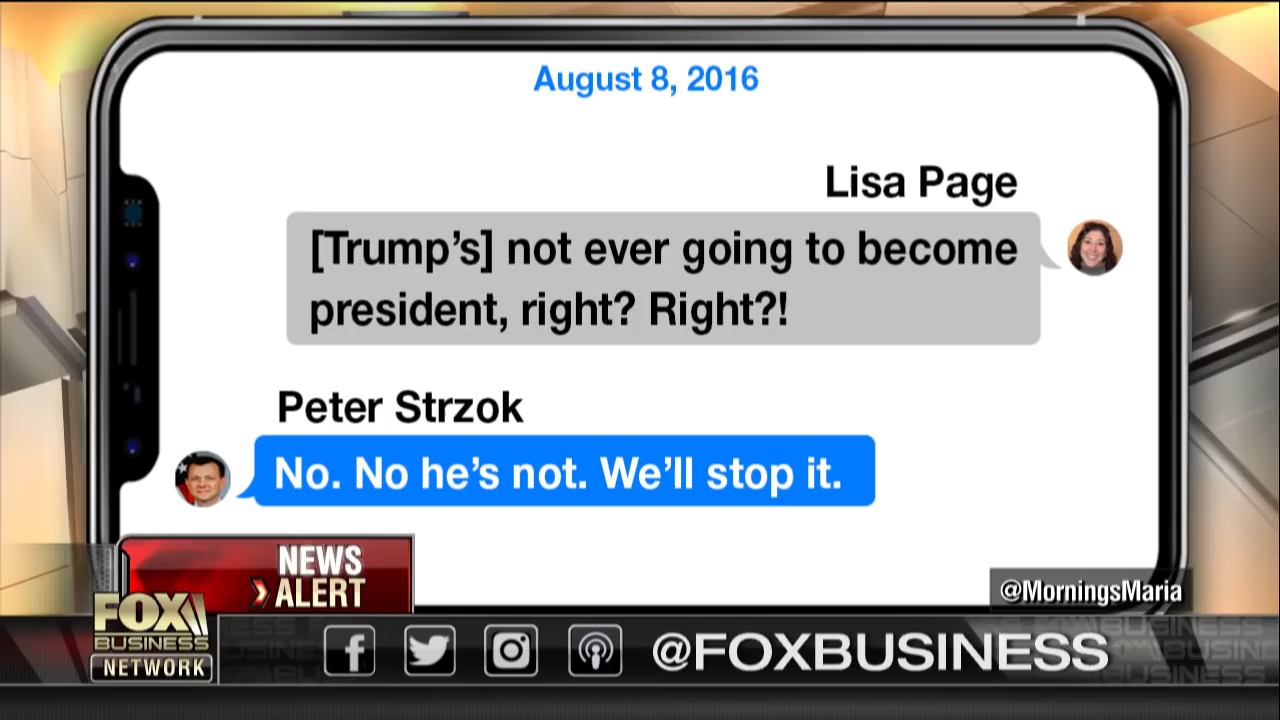 August 8, 2016
Lisa Page
[Trump’s] not ever going to become
president, right? Right?!
Peter Strzok
No. No he’s not. We’ll stop it.
NEWS
ALERT
@MorningsMaria
FOX
BUSINESS
NETWORK
@FOXBUSINESS